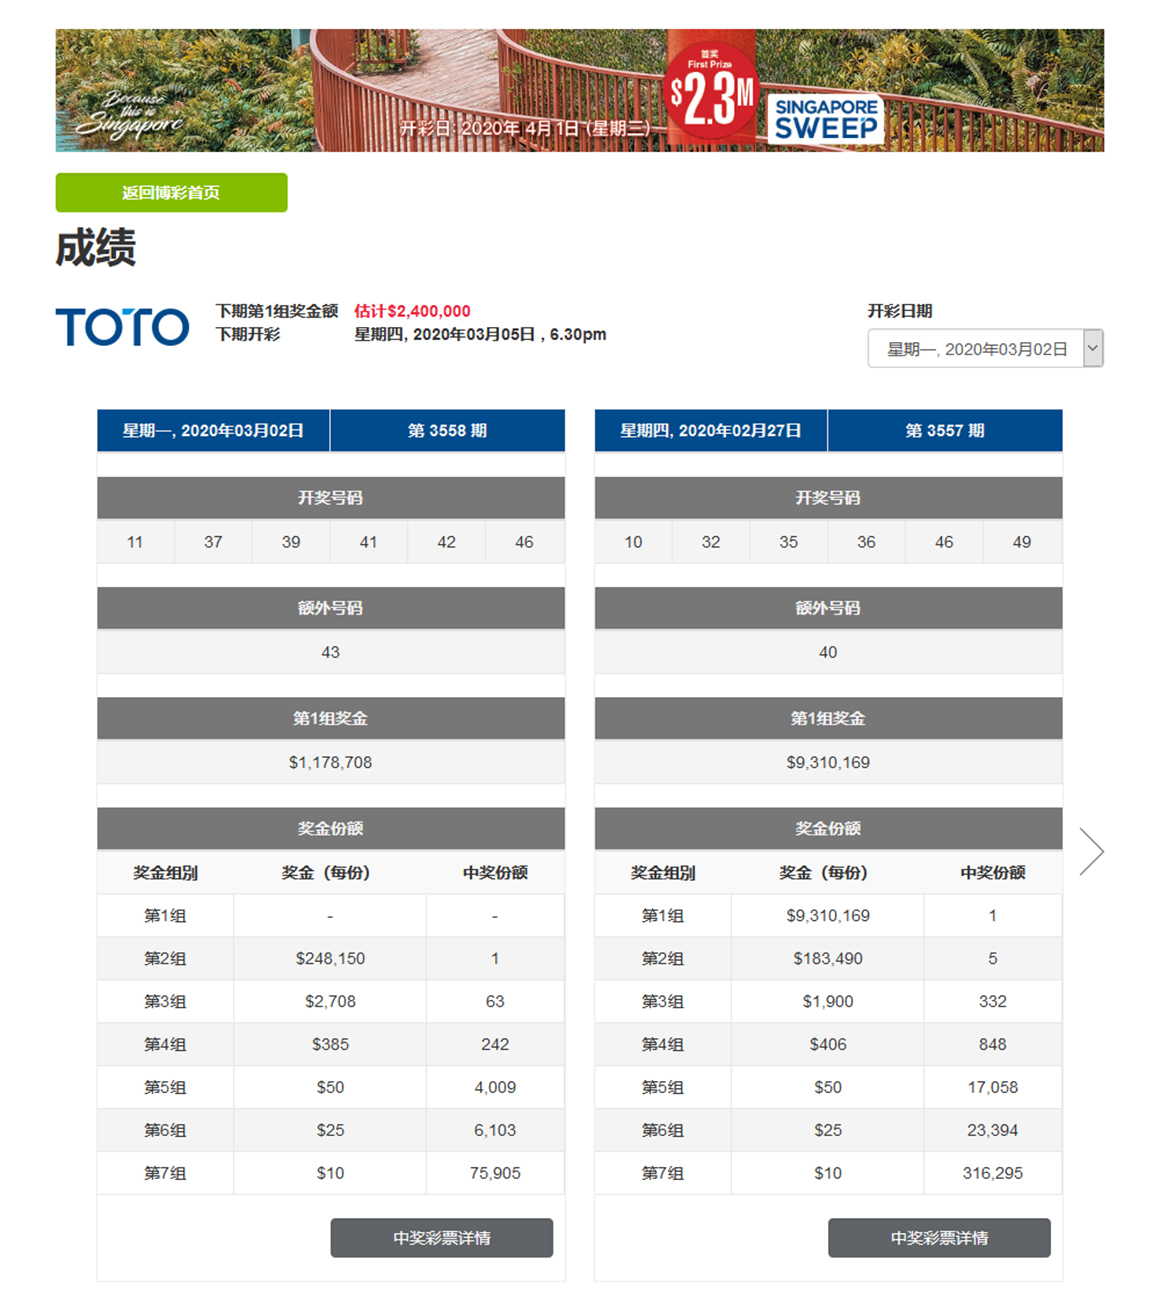 Because
this is
Singapore
开彩日: 2020年 4月1日 (星期三)
首奖
First Prize
$2.3M
SINGAPORE
SWEEP
返回博彩首页
成绩
TOTO
下期第1组奖金额 估计$2,400,000
下期开彩 星期四, 2020年03月05日 , 6.30pm
开彩日期
星期一, 2020年03月02日
星期一, 2020年03月02日 第 3558 期
开奖号码
11 37 39 41 42 46
额外号码
43
第1组奖金
$1,178,708
奖金份额
奖金组别 奖金（每份） 中奖份额
第1组 - -
第2组 $248,150 1
第3组 $2,708 63
第4组 $385 242
第5组 $50 4,009
第6组 $25 6,103
第7组 $10 75,905
中奖彩票详情
星期四, 2020年02月27日 第 3557 期
开奖号码
10 32 35 36 46 49
额外号码
40
第1组奖金
$9,310,169
奖金份额
奖金组别 奖金（每份） 中奖份额
第1组 $9,310,169 1
第2组 $183,490 5
第3组 $1,900 332
第4组 $406 848
第5组 $50 17,058
第6组 $25 23,394
第7组 $10 316,295
中奖彩票详情